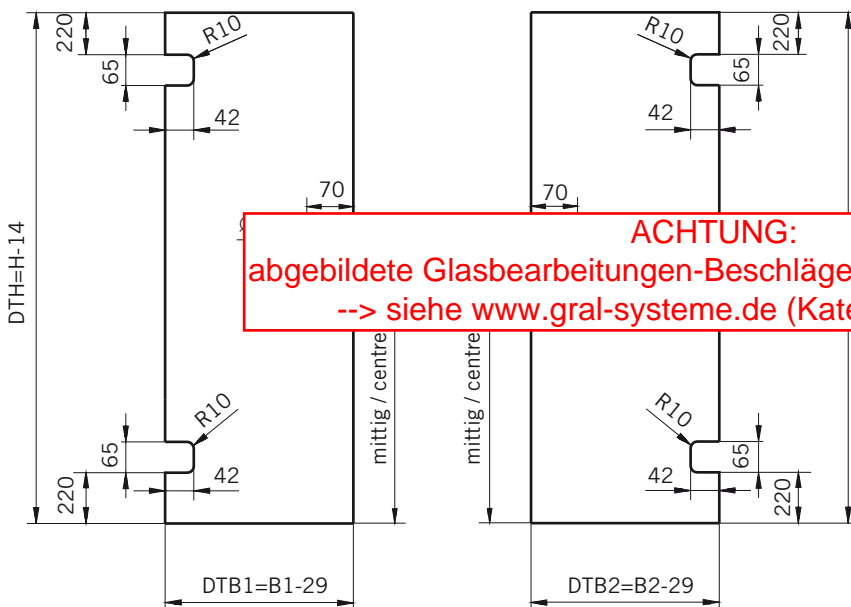 220
R10
65
42
70
DTH=H-14
mittig / centre
R10
65
42
220
DTB1=B1-29
220
R10
65
42
70
mittig / centre
R10
65
42
220
DTB2=B2-29
ACHTUNG:
abgebildete Glasbearbeitungen-Beschläge
--> siehe www.gral-systeme.de